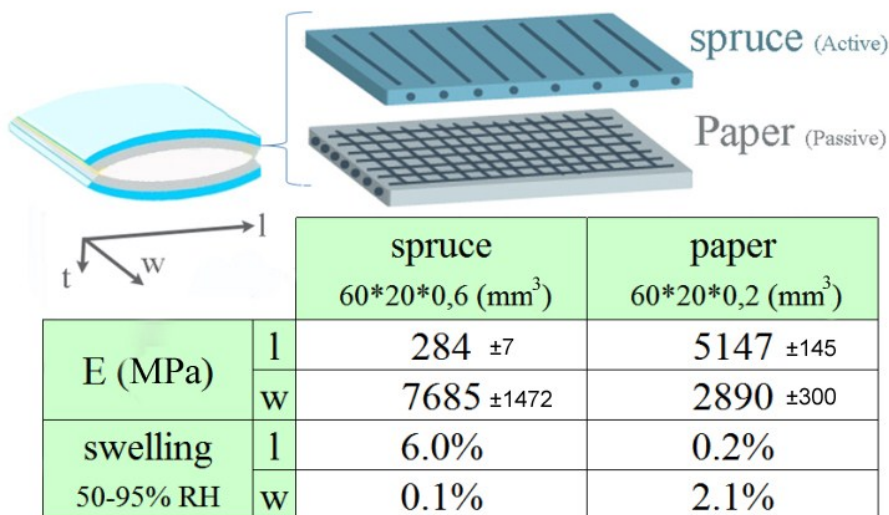 spruce (Active)
Paper (Passive)
l
w
t
spruce paper
60*20*0,6 (mm³) 60*20*0,2 (mm³)
E (MPa) l 284 ±7 5147 ±145
w 7685 ±1472 2890 ±300
swelling l 6.0% 0.2%
50-95% RH w 0.1% 2.1%